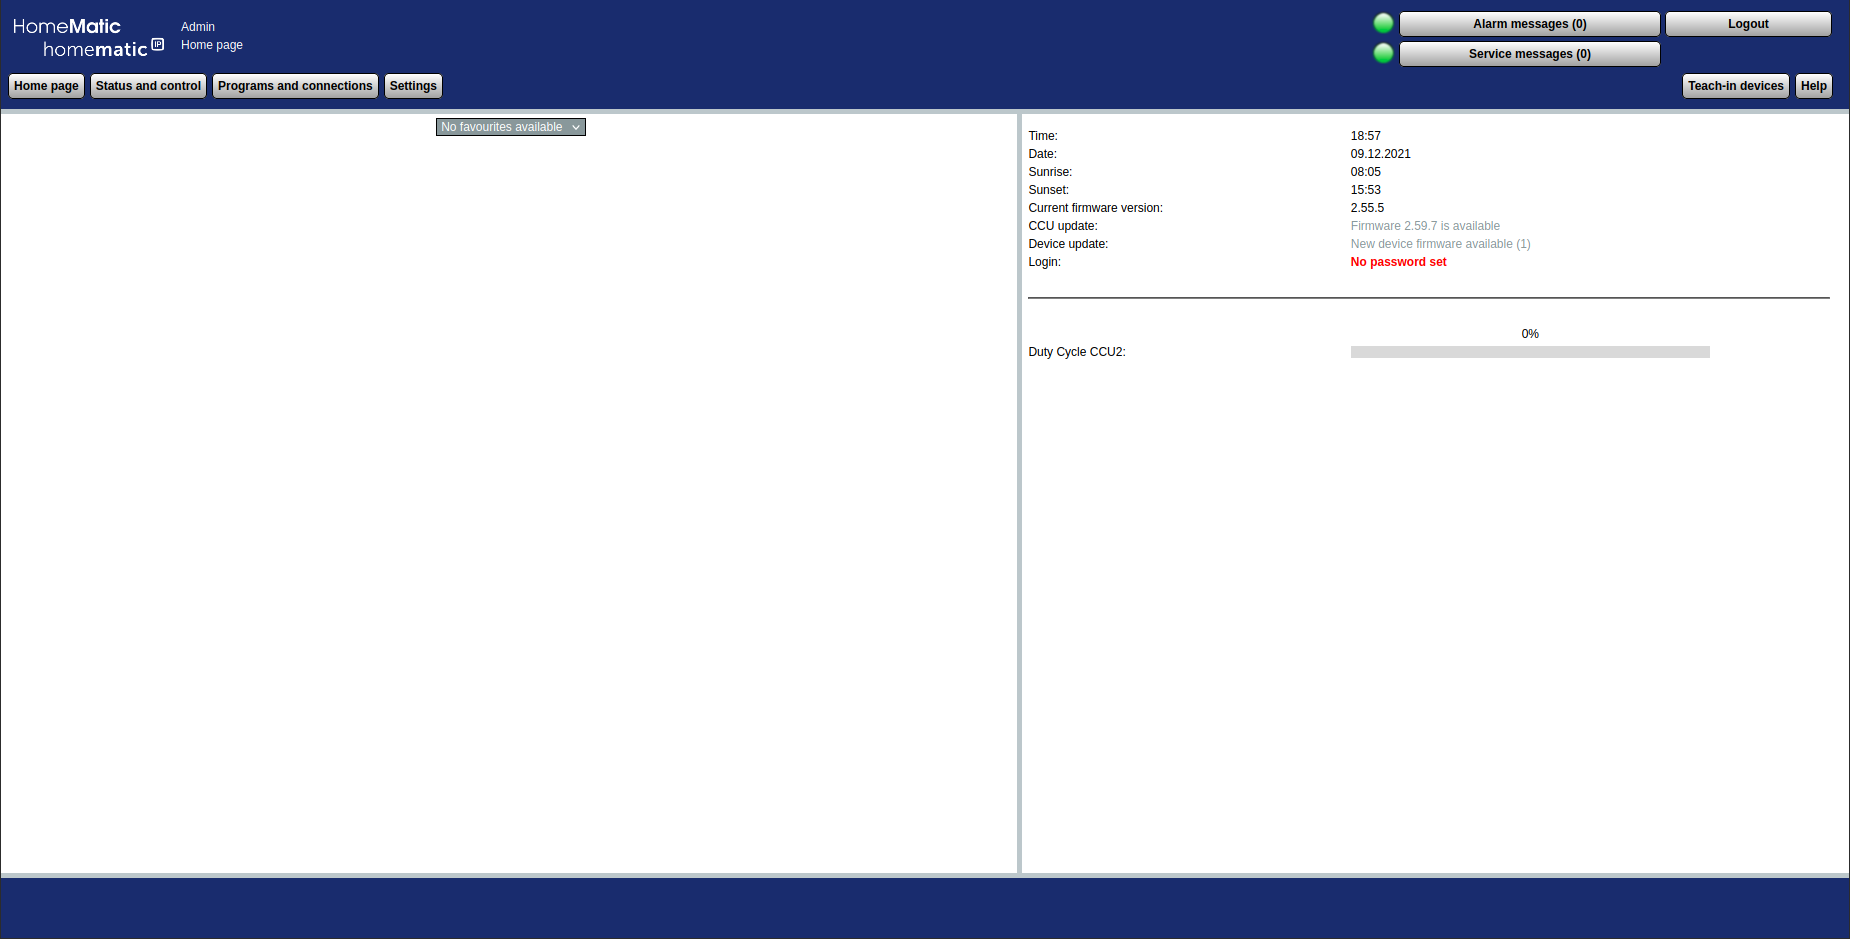 HomeMatic
homematic IP
Admin
Home page
Alarm messages (0)
Logout
Service messages (0)
Home page
Status and control
Programs and connections
Settings
Teach-in devices
Help
No favourites available
Time: 18:57
Date: 09.12.2021
Sunrise: 08:05
Sunset: 15:53
Current firmware version: 2.55.5
CCU update: Firmware 2.59.7 is available
Device update: New device firmware available (1)
Login: No password set
0%
Duty Cycle CCU2: